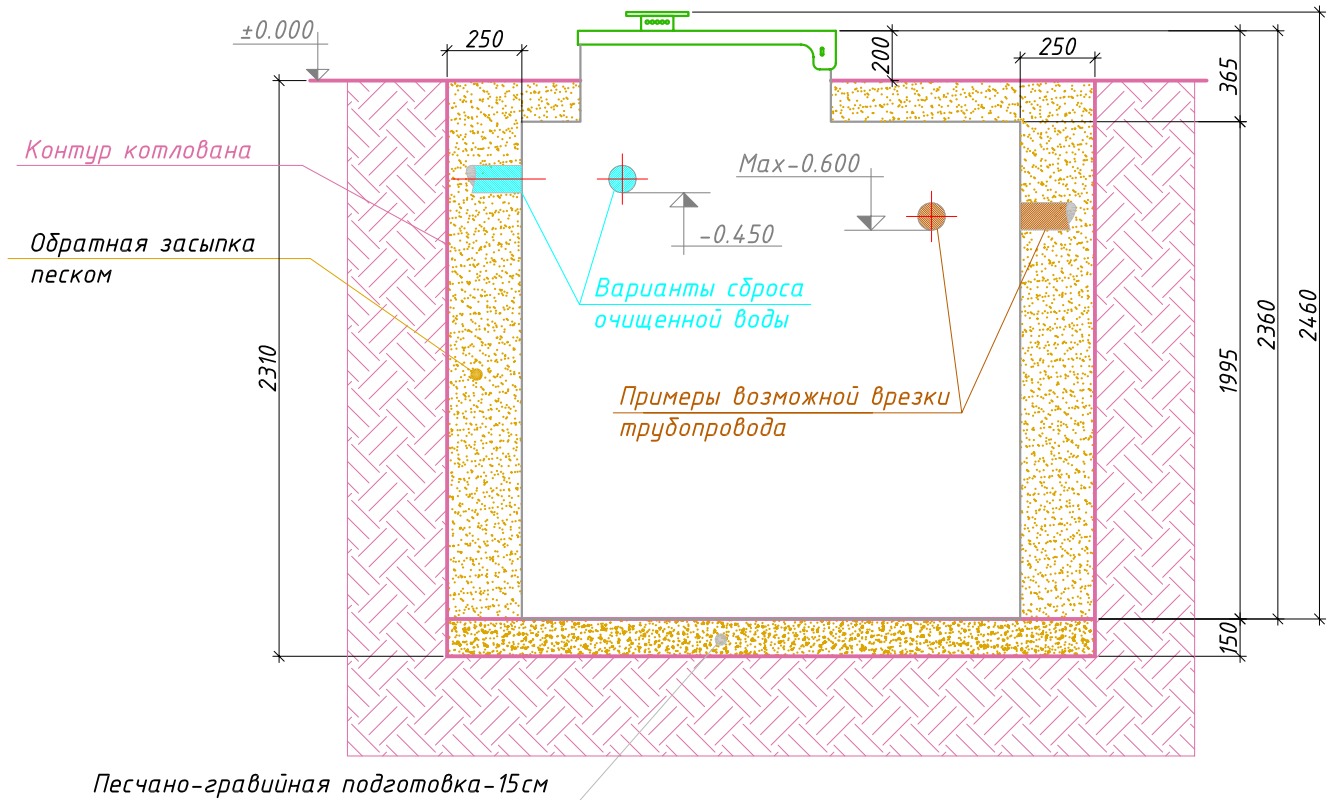 ±0.000
250
200
250
365
Контур котлована
Max-0.600
Обратная засыпка
песком
-0.450
Варианты сброса
очищенной воды
2310
1995
2360
2460
Примеры возможной врезки
трубопровода
150
Песчано-гравийная подготовка-15см